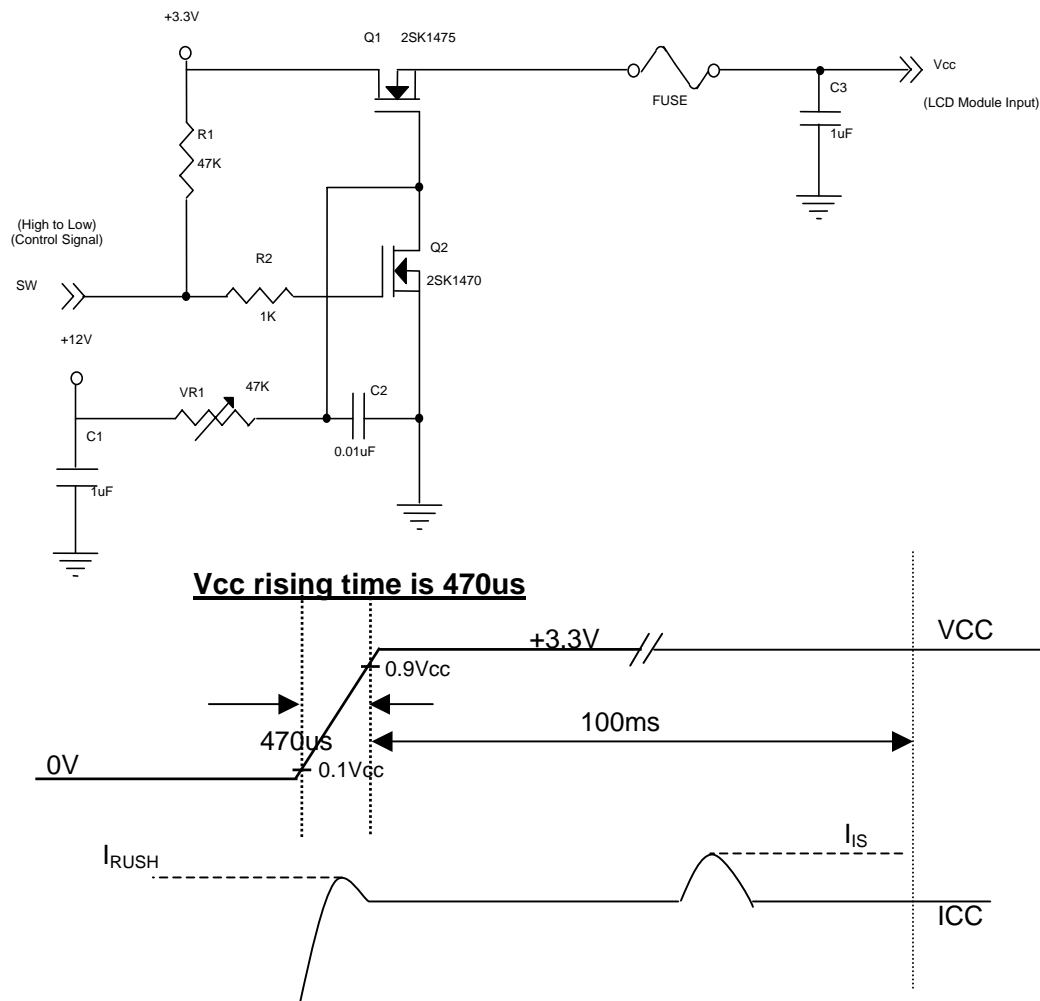 +3.3V
Q1 2SK1475
Vcc
FUSE
C3
(LCD Module Input)
R1
47K
1uF
(High to Low)
(Control Signal)
Q2
R2
2SK1470
SW
1K
+12V
VR1
47K
C2
C1
0.01uF
1uF
Vcc rising time is 470us
+3.3V
VCC
0.9Vcc
100ms
470us
0V
0.1Vcc
IRUSH
IIS
ICC